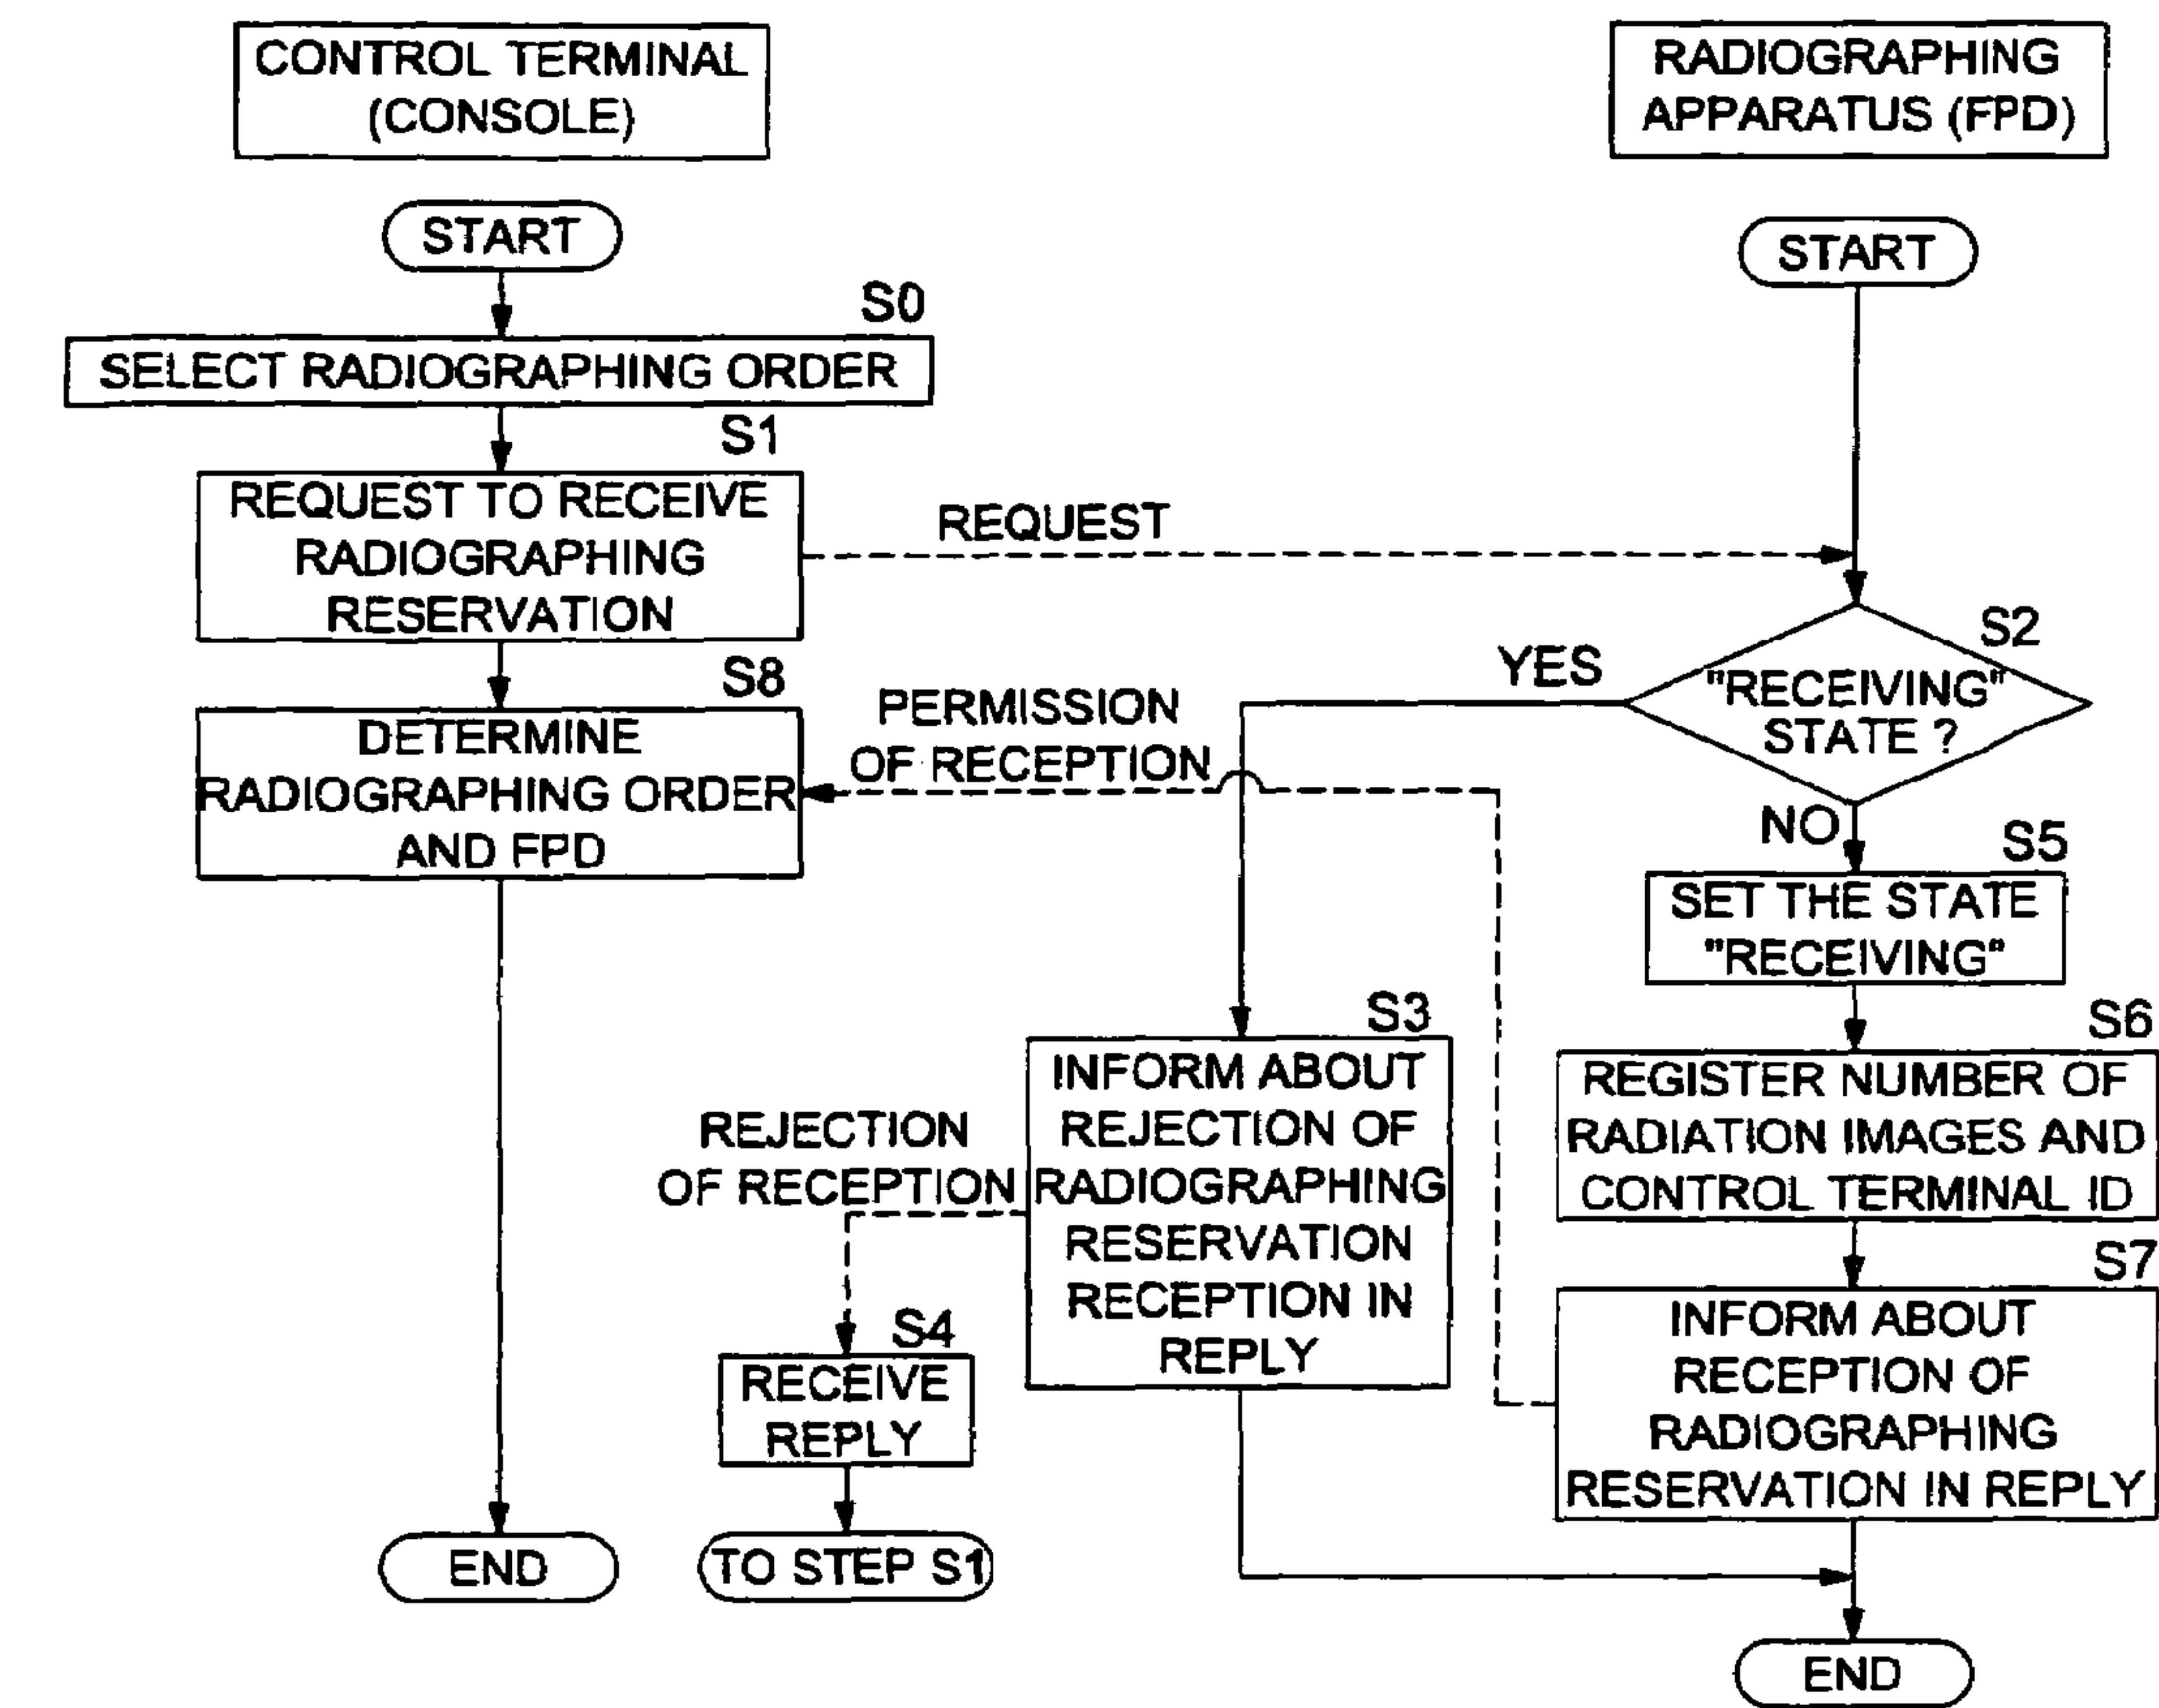 CONTROL TERMINAL
(CONSOLE)
RADIOGRAPHING
APPARATUS (FPD)
START
START
S0
SELECT RADIOGRAPHING ORDER
S1
REQUEST TO RECEIVE
RADIOGRAPHING
RESERVATION
REQUEST
S2
"RECEIVING"
STATE ?
YES
NO
S8
DETERMINE
RADIOGRAPHING ORDER
AND FPD
PERMISSION
OF RECEPTION
S5
SET THE STATE
"RECEIVING"
S3
INFORM ABOUT
REJECTION OF
RADIOGRAPHING
RESERVATION
RECEPTION IN
REPLY
S6
REGISTER NUMBER OF
RADIATION IMAGES AND
CONTROL TERMINAL ID
REJECTION
OF RECEPTION
S7
INFORM ABOUT
RECEPTION OF
RADIOGRAPHING
RESERVATION IN REPLY
S4
RECEIVE
REPLY
END
TO STEP S1
END